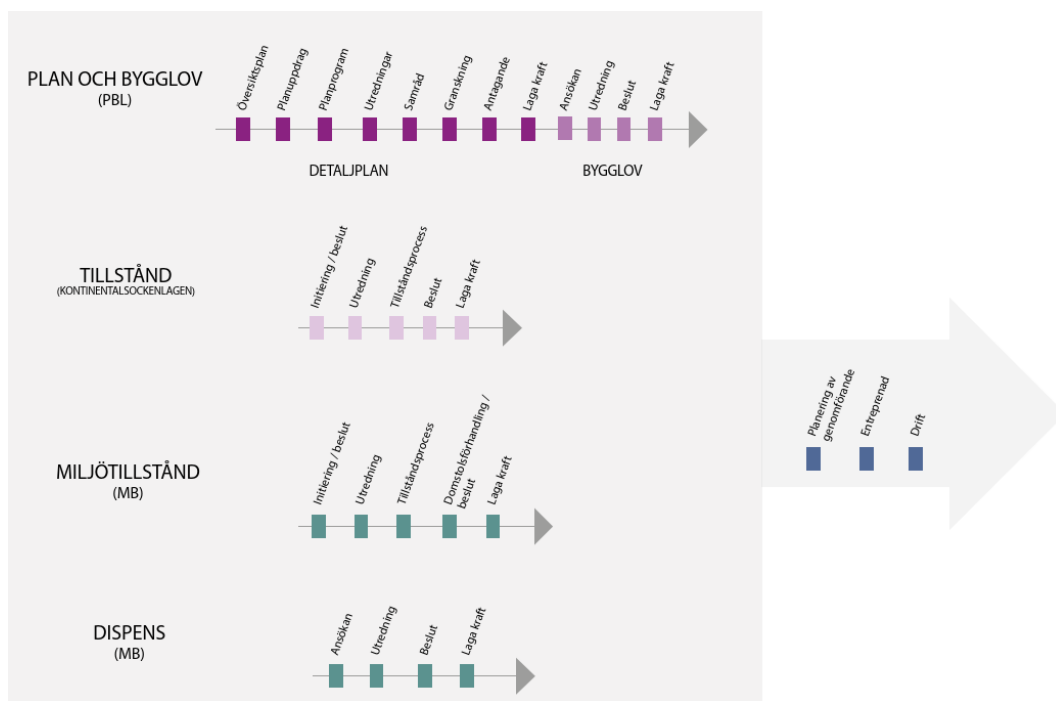 PLAN OCH BYGGLOV
(PBL)
Översiktsplan
Planuppdrag
Planprogram
Utredningar
Samråd
Granskning
Antagande
Laga kraft
Ansökan
Utredning
Beslut
Laga kraft
DETALJPLAN
BYGGLOV
TILLSTÅND
(KONTINENTALSOCKENLAGEN)
Initiering / beslut
Utredning
Tillståndsprocess
Beslut
Laga kraft
MILJÖTILLSTÅND
(MB)
Initiering / beslut
Utredning
Tillståndsprocess
Domstolsförhandling /
beslut
Laga kraft
DISPENS
(MB)
Ansökan
Utredning
Beslut
Laga kraft
Planering av
genomförande
Entreprenad
Drift